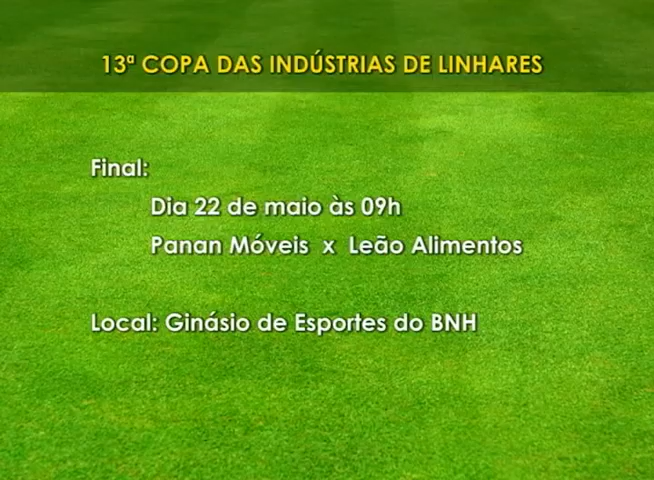 13ª COPA DAS INDÚSTRIAS DE LINHARES
Final:
Dia 22 de maio às 09h
Panan Móveis x Leão Alimentos
Local: Ginásio de Esportes do BNH